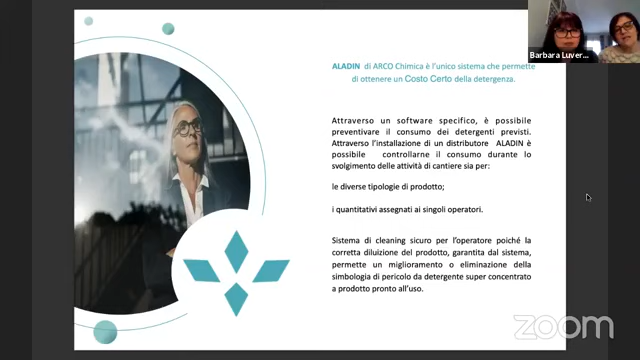 Barbara Luver...
ALADIN di ARCO Chimica è l'unico sistema che permette
di ottenere un Costo Certo della detergenza.
Attraverso un software specifico, è possibile
preventivare il consumo dei detergenti previsti.
Attraverso l'installazione di un distributore ALADIN è
possibile controllarne il consumo durante lo
svolgimento delle attività di cantiere sia per:
le diverse tipologie di prodotto;
i quantitativi assegnati ai singoli operatori.
Sistema di cleaning sicuro per l'operatore poiché la
corretta diluizione del prodotto, garantita dal sistema,
permette un miglioramento o eliminazione della
simbologia di pericolo da detergente super concentrato
a prodotto pronto all'uso.
zoom